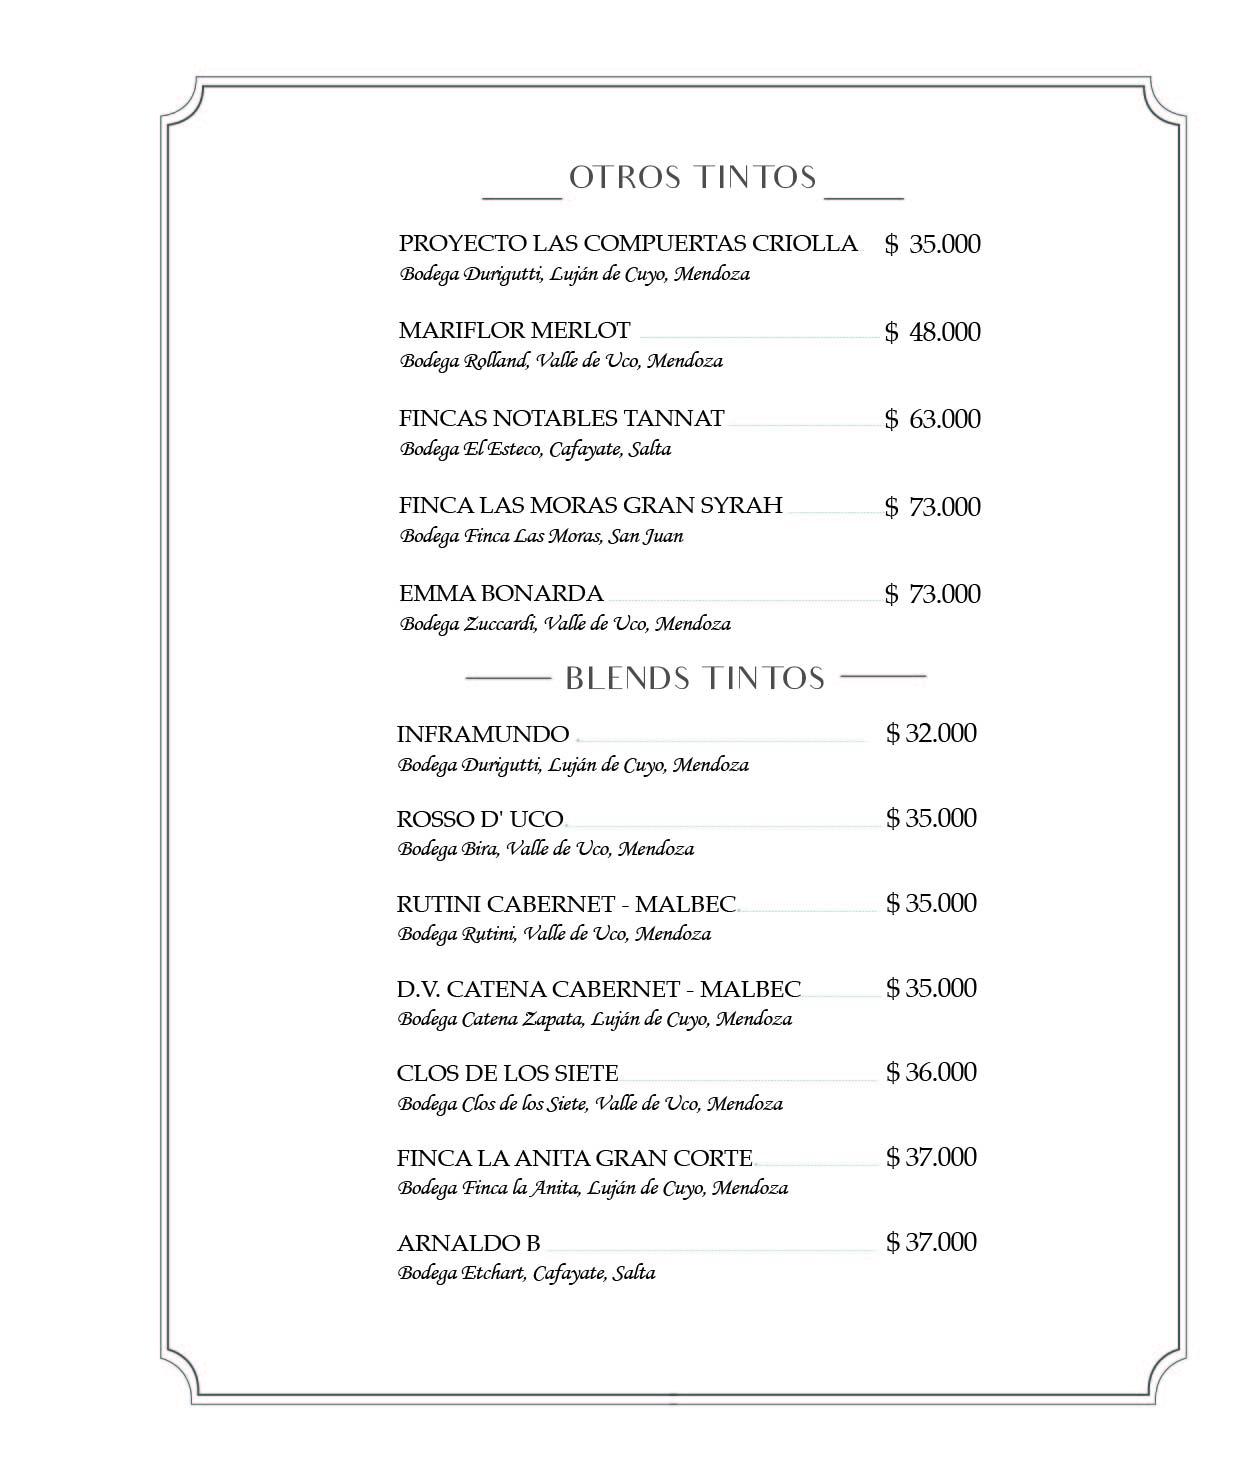 OTROS TINTOS
PROYECTO LAS COMPUERTAS CRIOLLA $ 35.000
Bodega Durigutti, Luján de Cuyo, Mendoza
MARIFLOR MERLOT $ 48.000
Bodega Rolland, Valle de Uco, Mendoza
FINCAS NOTABLES TANNAT $ 63.000
Bodega El Esteco, Cafayate, Salta
FINCA LAS MORAS GRAN SYRAH $ 73.000
Bodega Finca Las Moras, San Juan
EMMA BONARDA $ 73.000
Bodega Zuccardi, Valle de Uco, Mendoza
BLENDS TINTOS
INFRAMUNDO $ 32.000
Bodega Durigutti, Luján de Cuyo, Mendoza
ROSSO D' UCO $ 35.000
Bodega Bira, Valle de Uco, Mendoza
RUTINI CABERNET - MALBEC $ 35.000
Bodega Rutini, Valle de Uco, Mendoza
D.V. CATENA CABERNET - MALBEC $ 35.000
Bodega Catena Zapata, Luján de Cuyo, Mendoza
CLOS DE LOS SIETE $ 36.000
Bodega Clos de los Siete, Valle de Uco, Mendoza
FINCA LA ANITA GRAN CORTE $ 37.000
Bodega Finca la Anita, Luján de Cuyo, Mendoza
ARNALDO B $ 37.000
Bodega Etchart, Cafayate, Salta